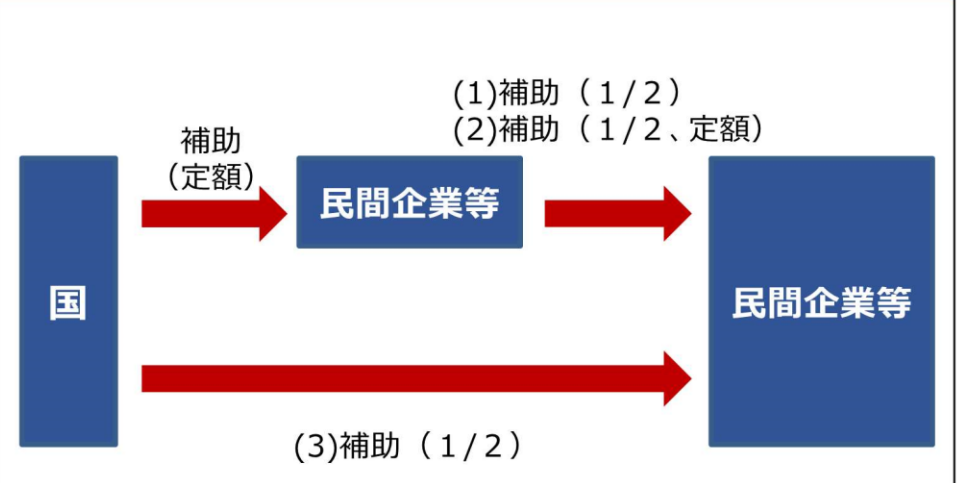 (1)補助（１/２）
(2)補助（１/２、定額）
補助
（定額）
民間企業等
国
民間企業等
(3)補助（１/２）